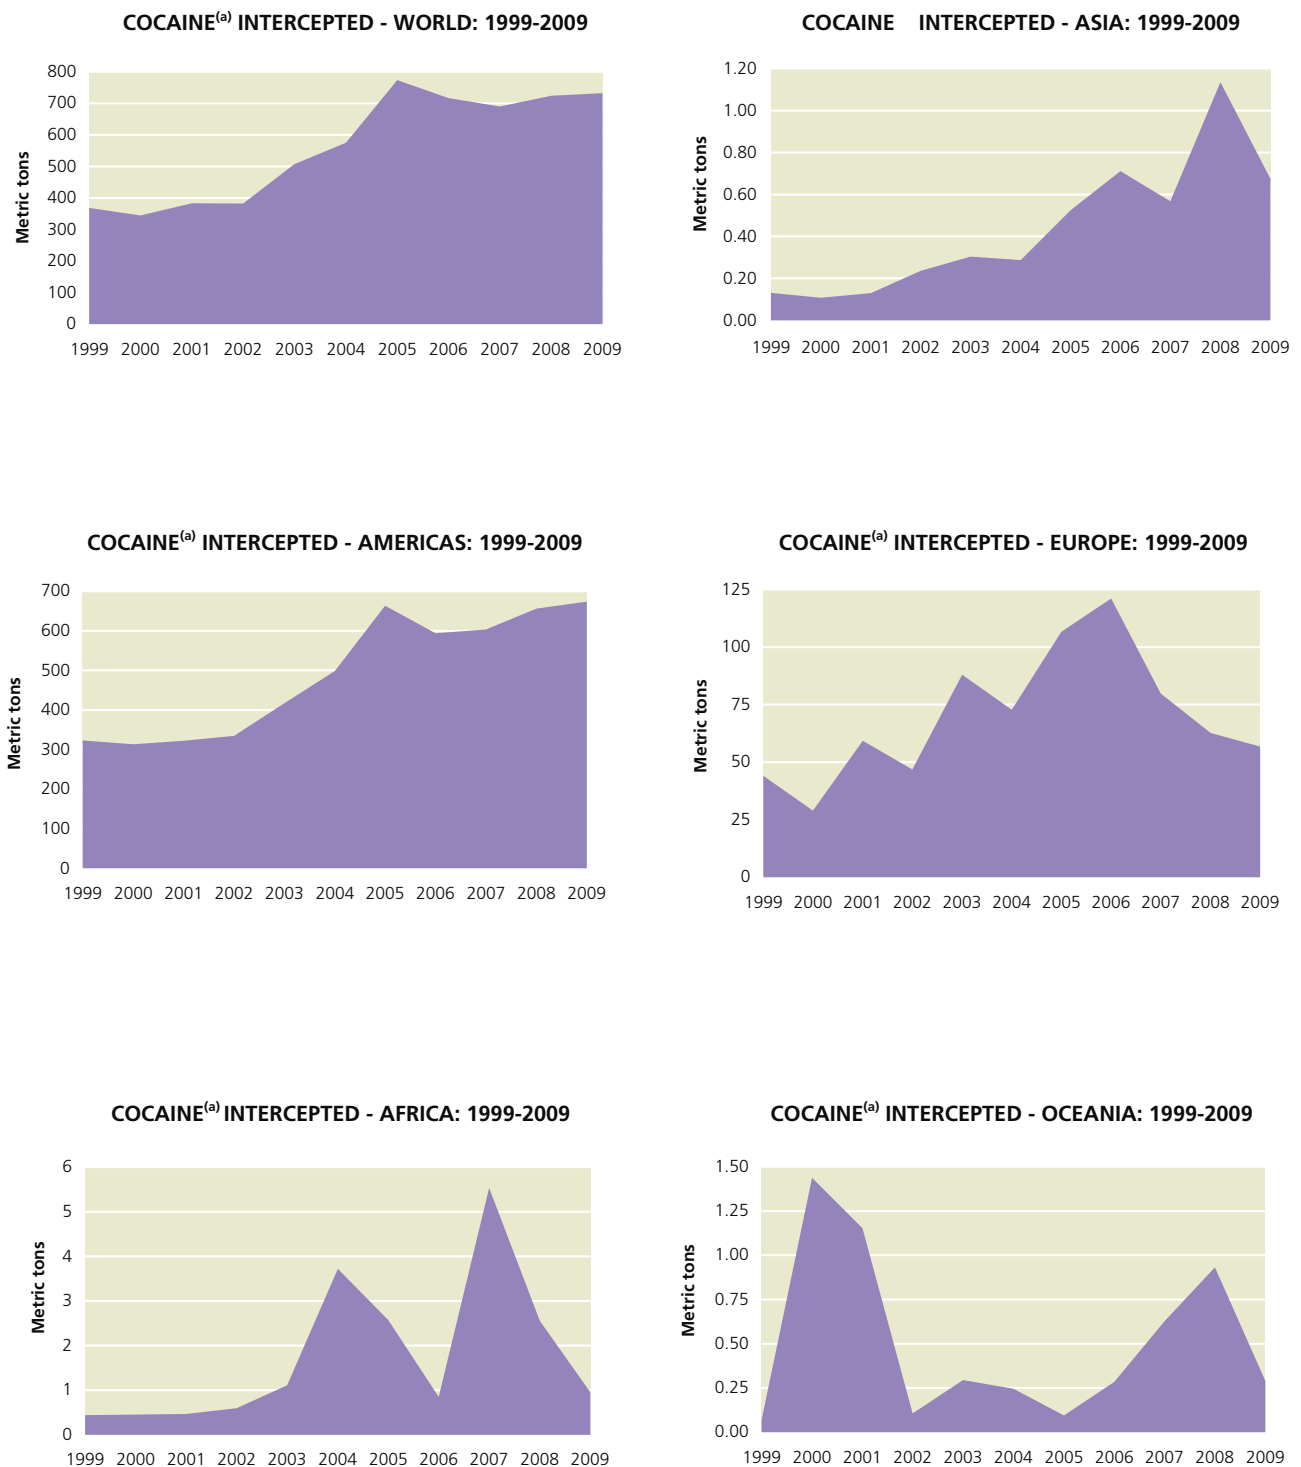 COCAINE(a) INTERCEPTED - WORLD: 1999-2009
Metric tons
800
700
600
500
400
300
200
100
0
1999 2000 2001 2002 2003 2004 2005 2006 2007 2008 2009
COCAINE INTERCEPTED - ASIA: 1999-2009
Metric tons
1.20
1.00
0.80
0.60
0.40
0.20
0.00
1999 2000 2001 2002 2003 2004 2005 2006 2007 2008 2009
COCAINE(a) INTERCEPTED - AMERICAS: 1999-2009
Metric tons
700
600
500
400
300
200
100
0
1999 2000 2001 2002 2003 2004 2005 2006 2007 2008 2009
COCAINE(a) INTERCEPTED - EUROPE: 1999-2009
Metric tons
125
100
75
50
25
0
1999 2000 2001 2002 2003 2004 2005 2006 2007 2008 2009
COCAINE(a) INTERCEPTED - AFRICA: 1999-2009
Metric tons
6
5
4
3
2
1
0
1999 2000 2001 2002 2003 2004 2005 2006 2007 2008 2009
COCAINE(a) INTERCEPTED - OCEANIA: 1999-2009
Metric tons
1.50
1.25
1.00
0.75
0.50
0.25
0.00
1999 2000 2001 2002 2003 2004 2005 2006 2007 2008 2009